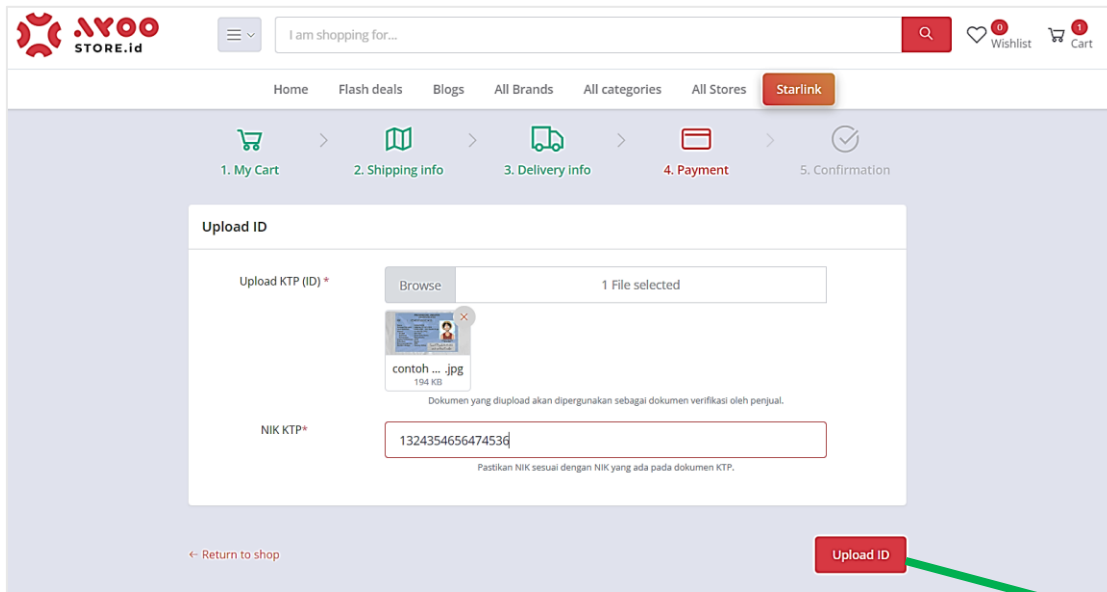 AYOO
STORE.id
I am shopping for...
0
Wishlist
1
Cart
Home Flash deals Blogs All Brands All categories All Stores Starlink
1. My Cart 2. Shipping info 3. Delivery info 4. Payment 5. Confirmation
Upload ID
Upload KTP (ID) * Browse 1 File selected
contoh ... .jpg
194 KB
Dokumen yang diupload akan dipergunakan sebagai dokumen verifikasi oleh penjual.
NIK KTP* 1324354656474536
Pastikan NIK sesuai dengan NIK yang ada pada dokumen KTP.
← Return to shop Upload ID